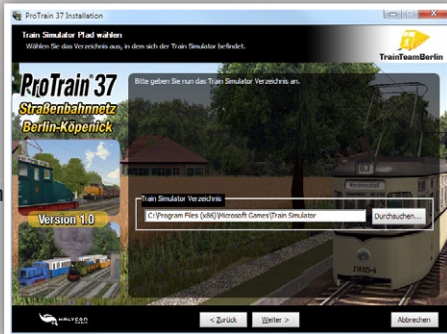 ProTrain 37 Installation
Train Simulator Pfad wählen
Wählen Sie das Verzeichnis aus, in dem sich der Train Simulator befindet.
TrainTeamBerlin
ProTrain 37
Straßenbahnnetz
Berlin-Köpenick
Bitte geben Sie nun das Train Simulator Verzeichnis an.
83
Train Simulator Verzeichnis
C:\Program Files (x86)\Microsoft Games\Train Simulator
Durchsuchen...
Version 1.0
HALYCON
MEDIA
< Zurück
Weiter >
Abbrechen